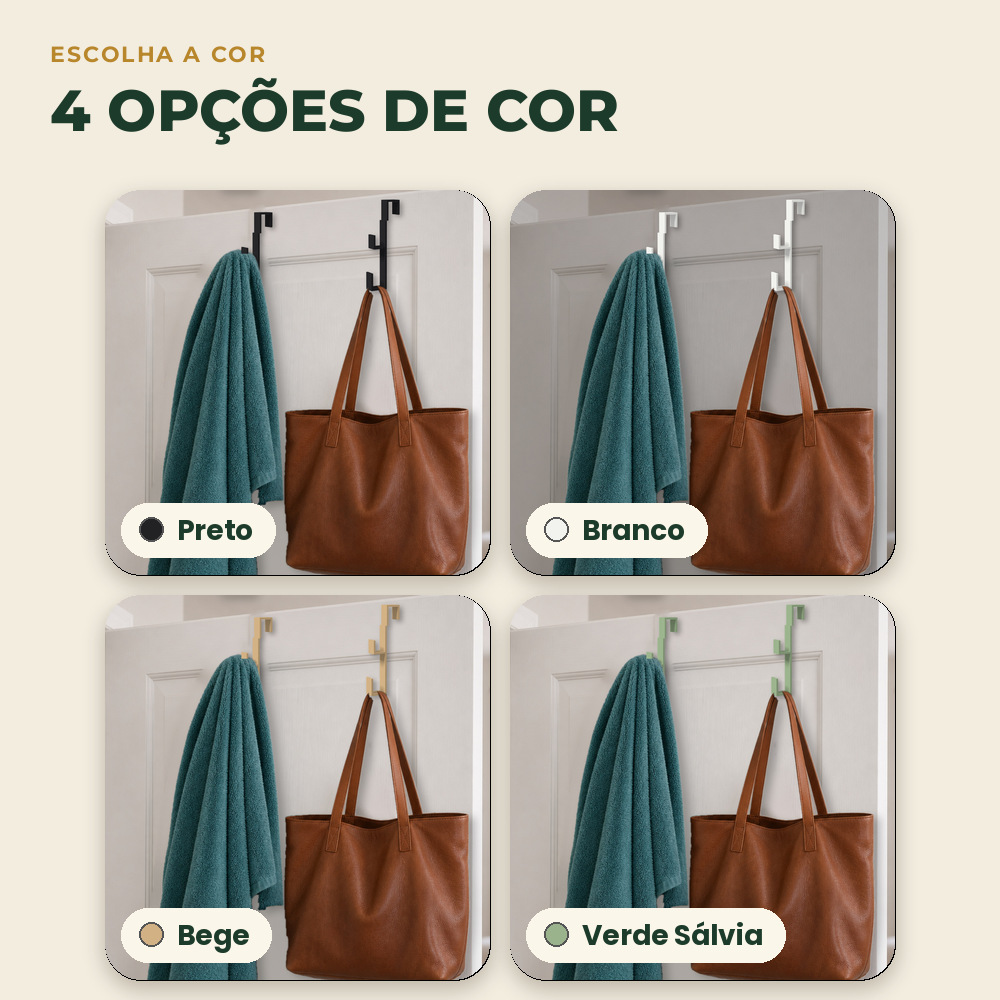 ESCOLHA A COR
4 OPÇÕES DE COR
Preto
Branco
Bege
Verde Sálvia